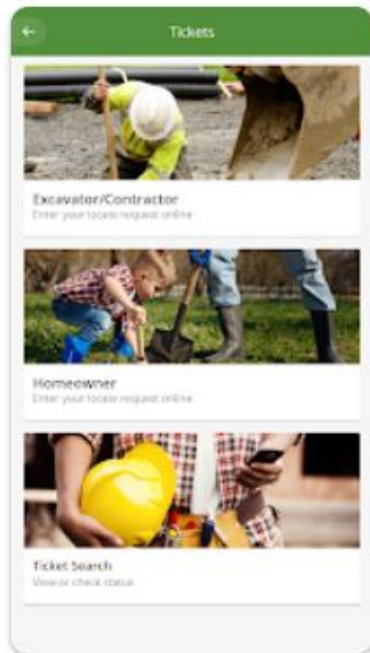 Tickets
Excavator/Contractor
Enter your locate request online
Homeowner
Enter your locate request online
Ticket Search
View or check status